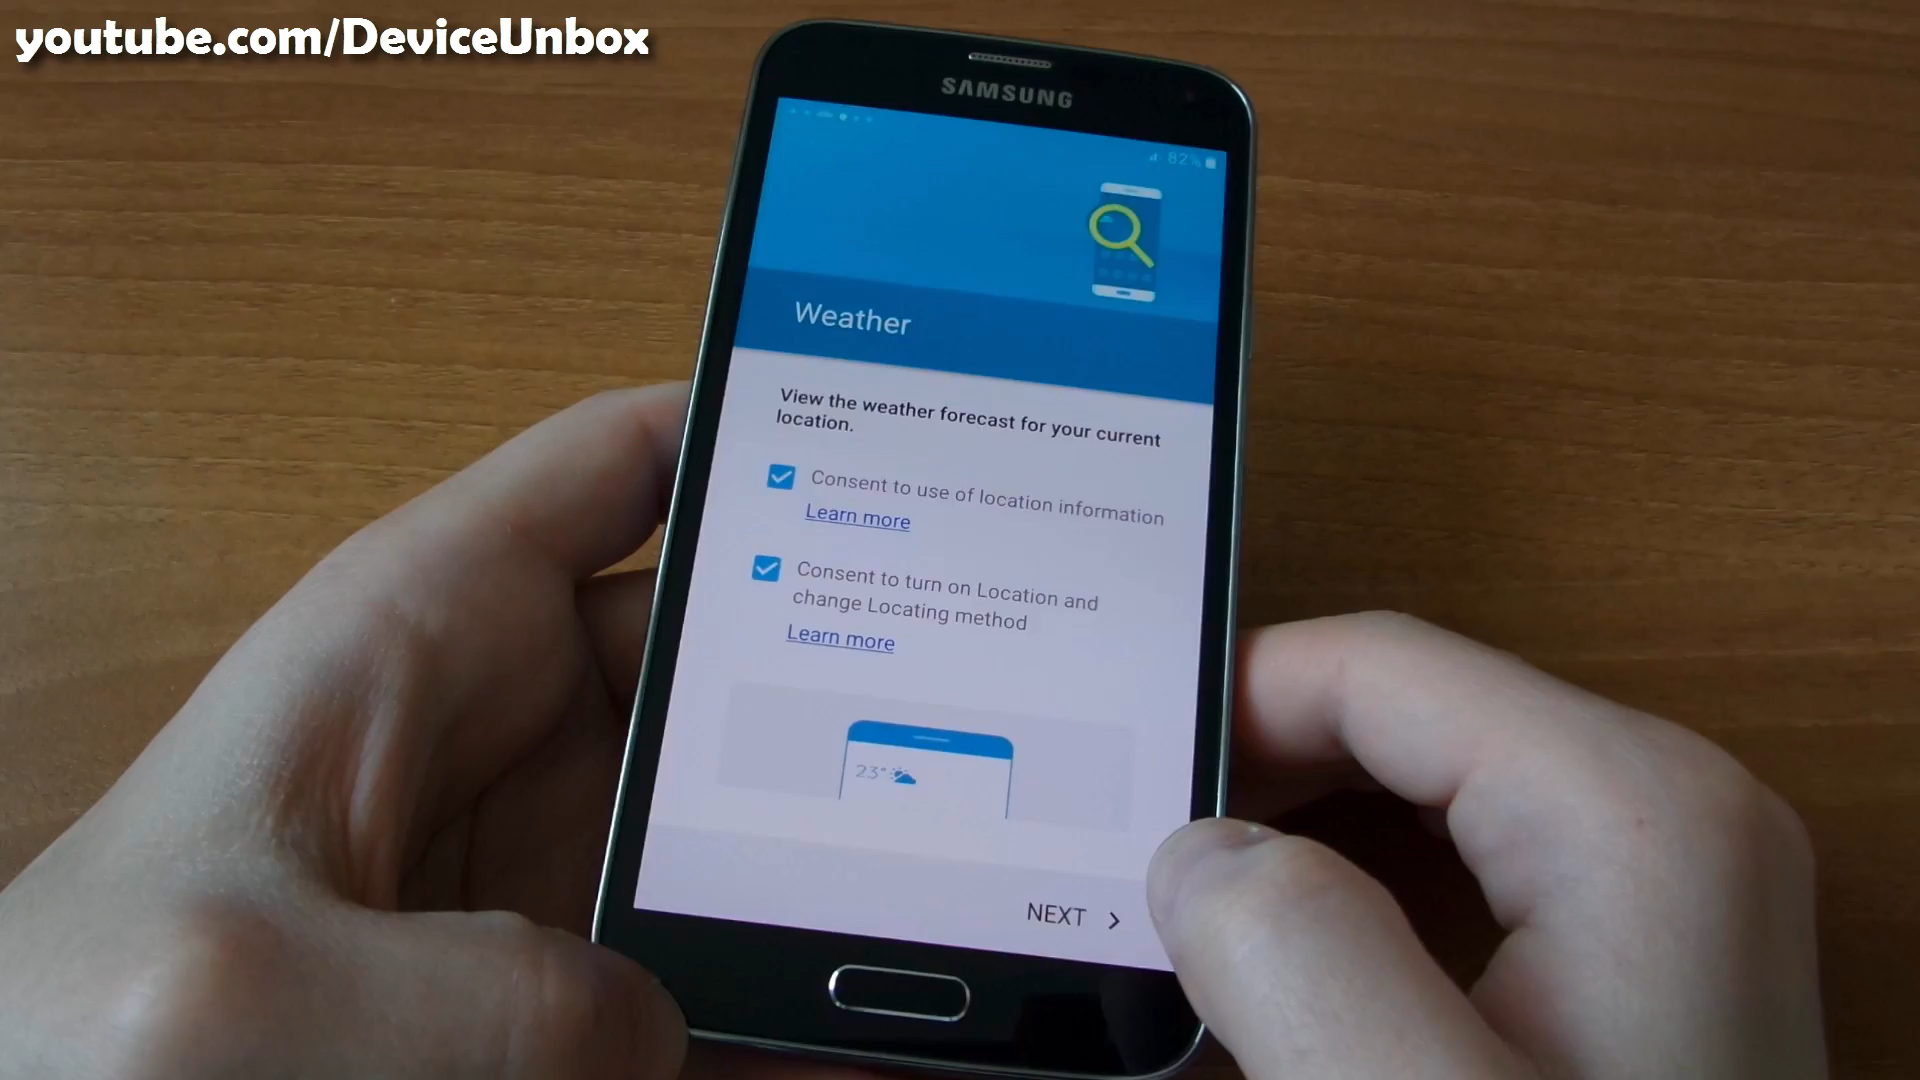 youtube.com/DeviceUnbox
SAMSUNG
82%
Weather
View the weather forecast for your current
location.
Consent to use of location information
Learn more
Consent to turn on Location and
change Locating method
Learn more
23°
NEXT >